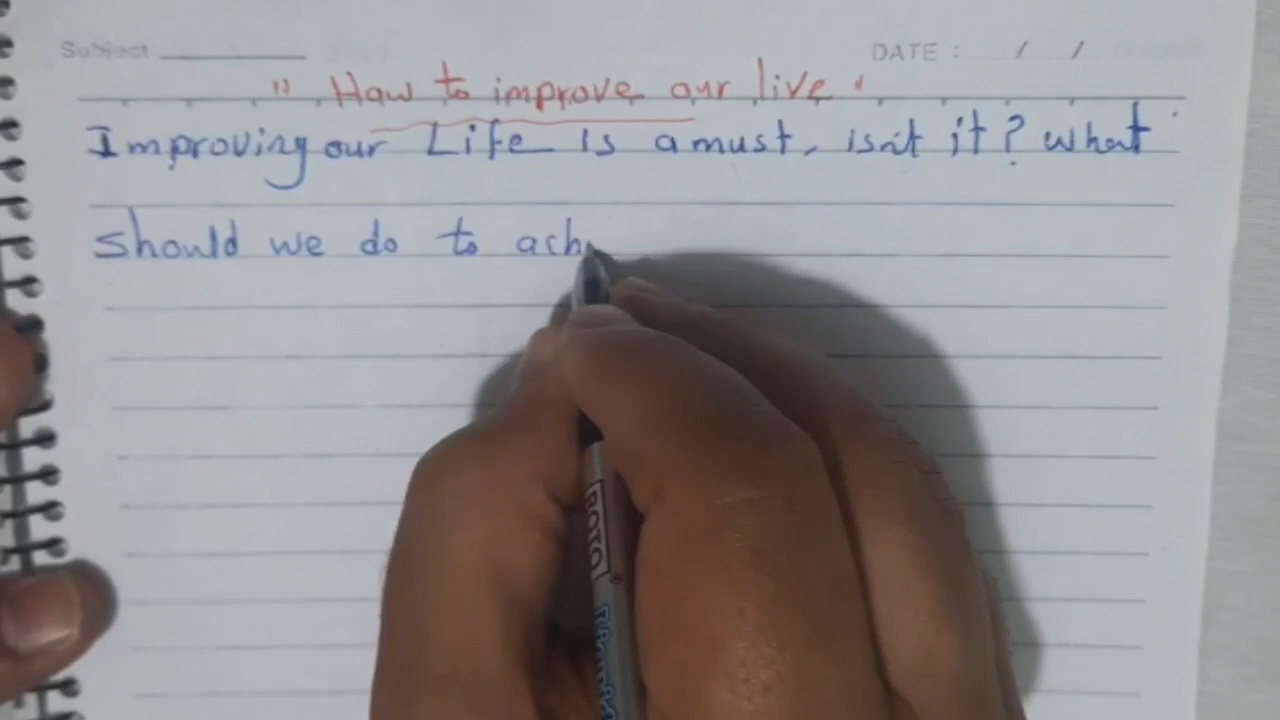 Subject DATE : / /
" How to improve our live "
Improving our Life is a must, isn't it? What
should we do to ach
ROTO